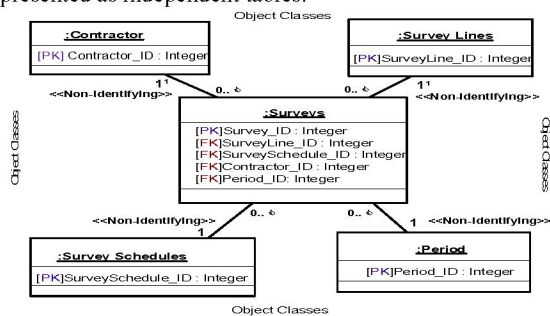 presented as independent tables.
Object Classes
:Contractor
[PK] Contractor_ID : Integer
:Survey Lines
[PK]SurveyLine_ID : Integer
1
1
<<Non-Identifying>>
0..
0..
1
1
<<Non-Identifying>>
Object Classes
Object Classes
:Surveys
[PK]Survey_ID : Integer
[FK]SurveyLine_ID : Integer
[FK]SurveySchedule_ID : Integer
[FK]Contractor_ID : Integer
[FK]Period_ID: Integer
<<Non-Identifying>>
1
0..
0..
1
<<Non-Identifying>>
:Survey Schedules
[PK]SurveySchedule_ID : Integer
:Period
[PK]Period_ID : Integer
Object Classes